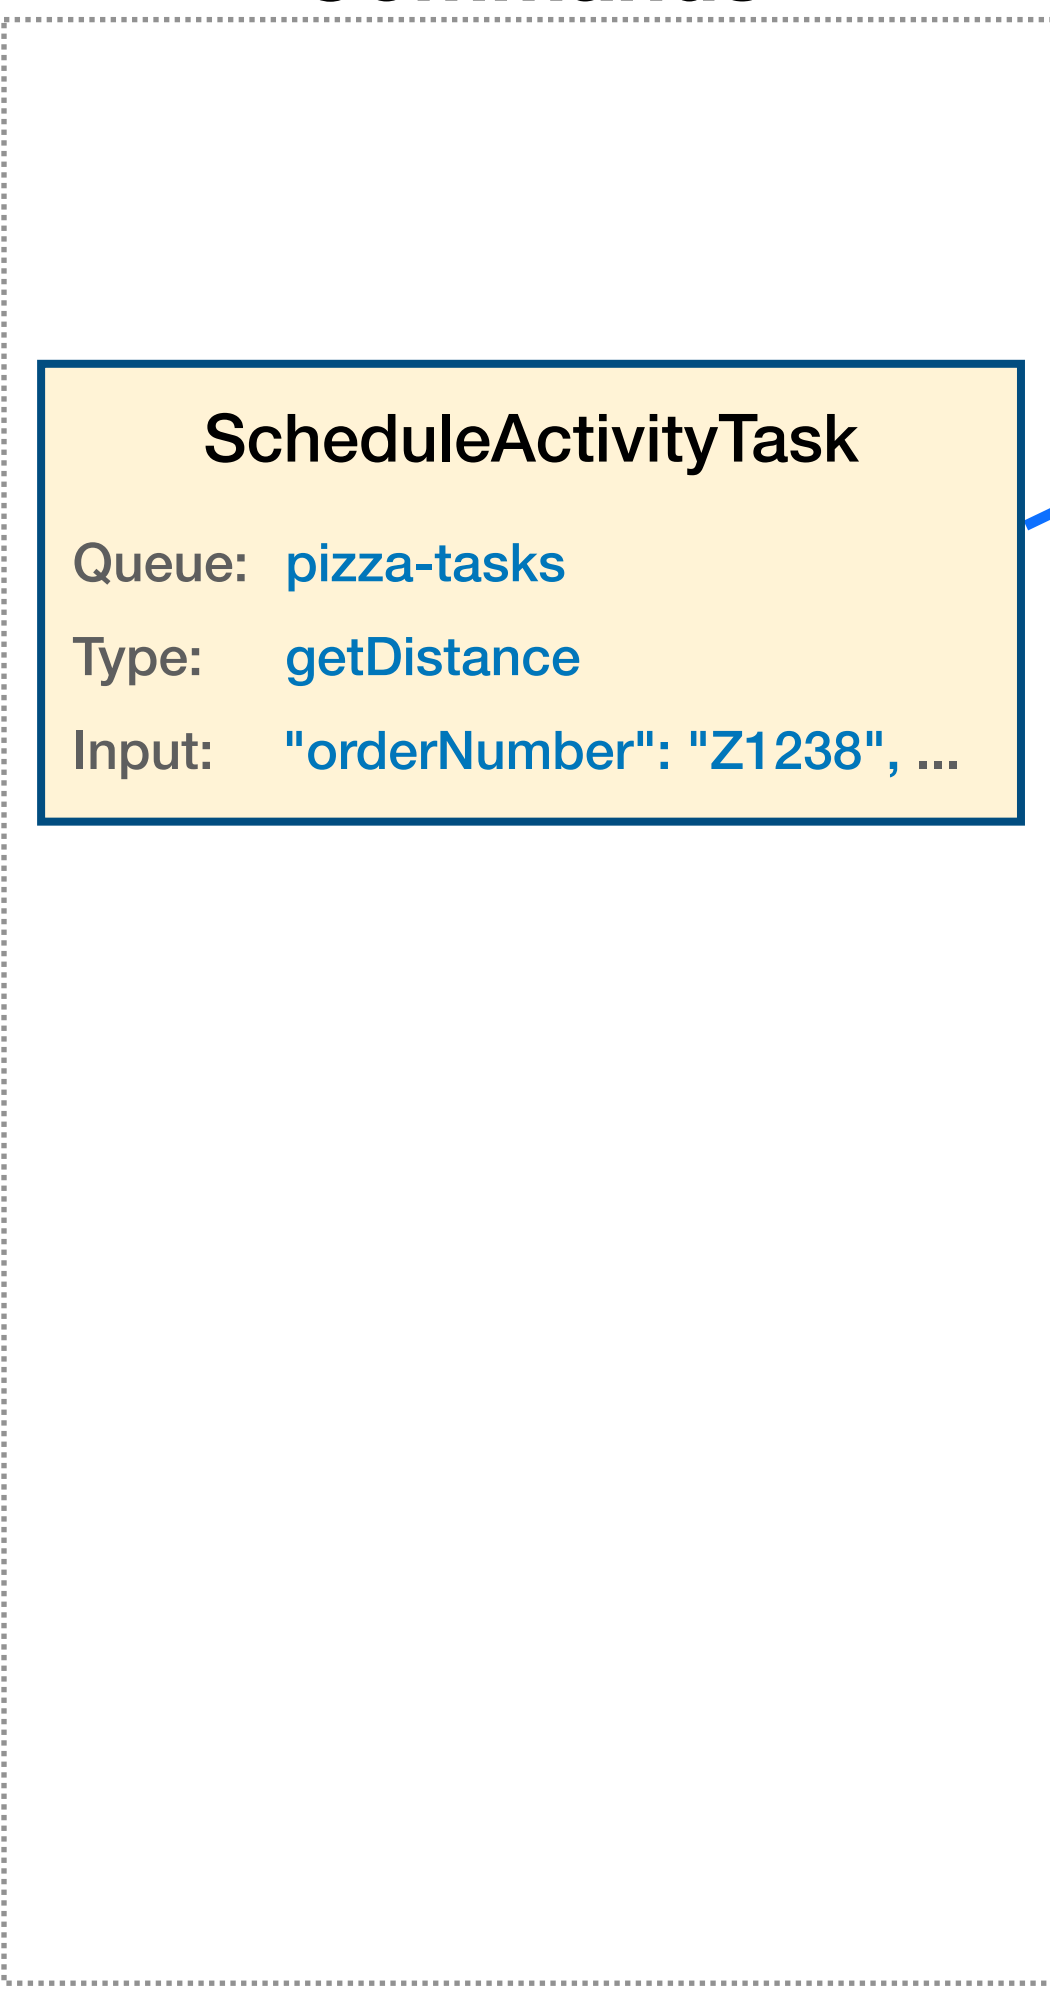 ScheduleActivityTask
Queue: pizza-tasks
Type: getDistance
Input: "orderNumber": "Z1238", ...